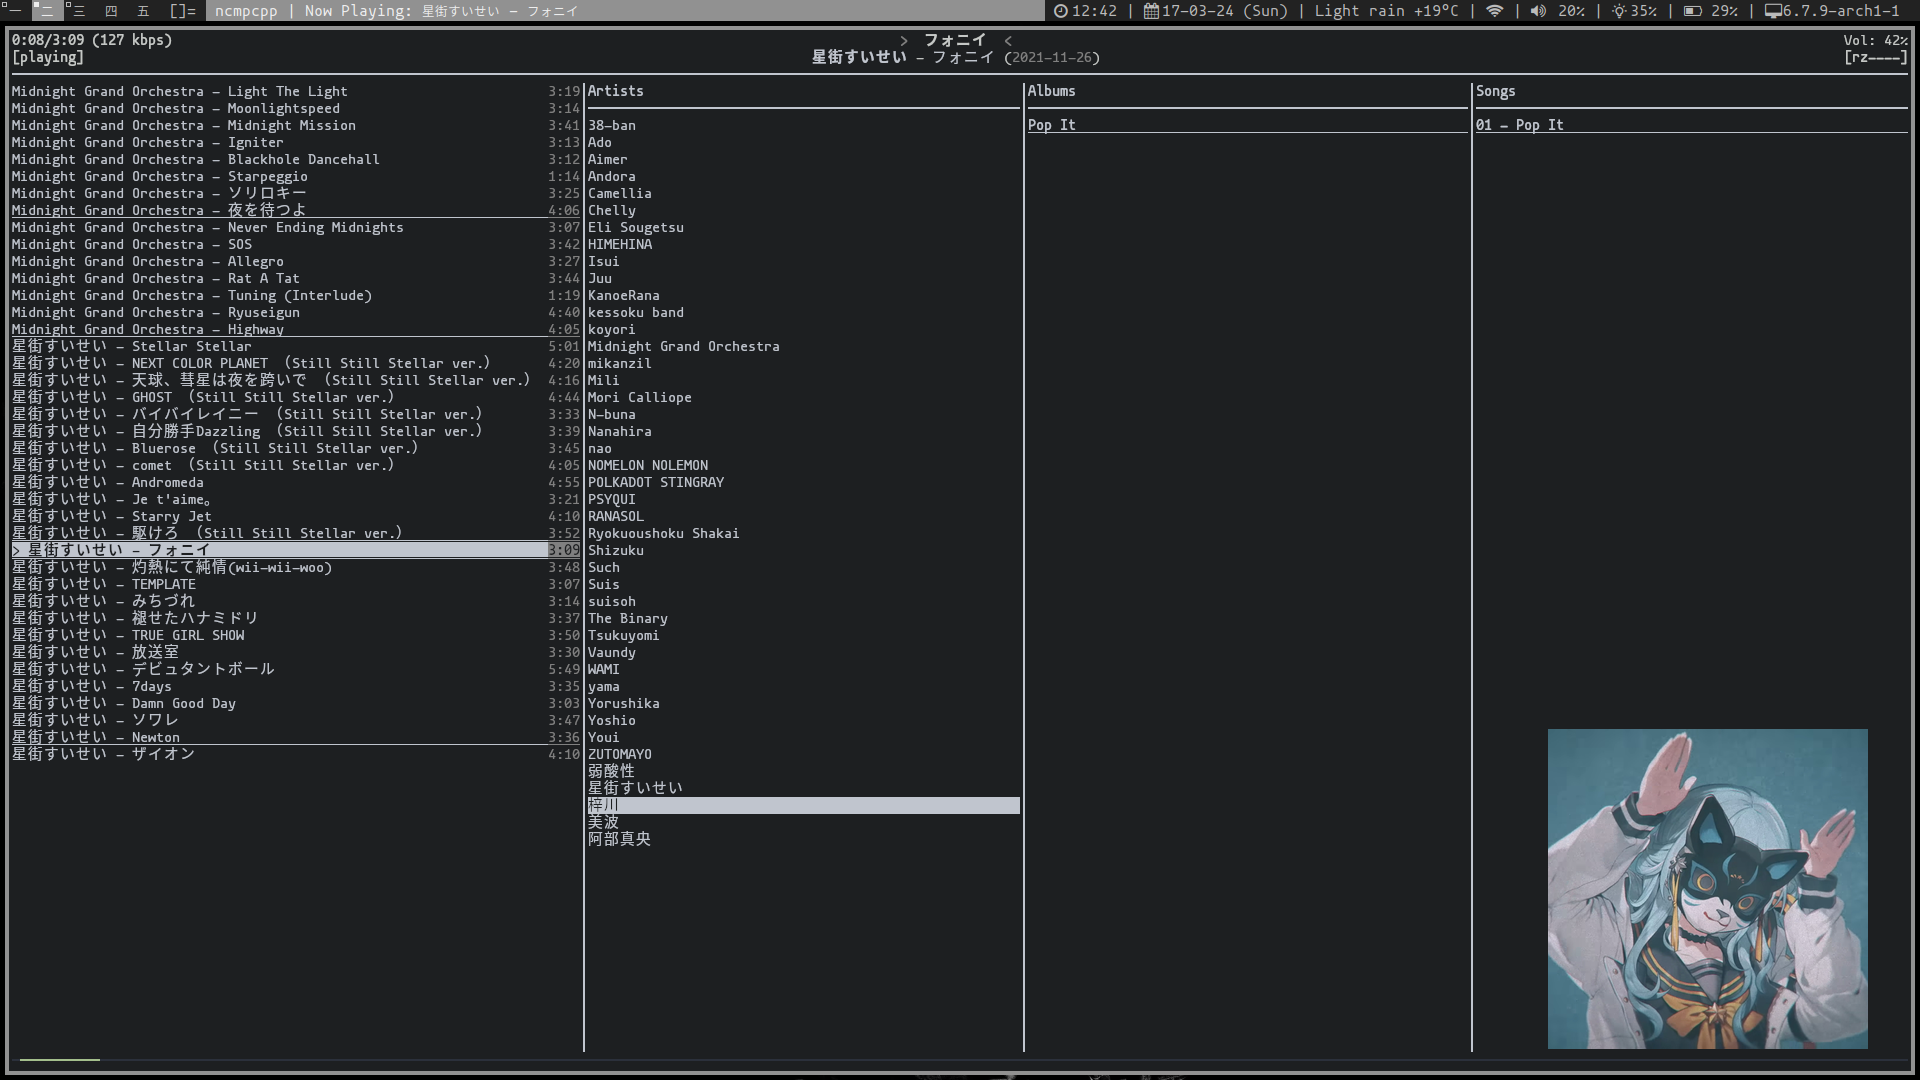 一 二 三 四 五 []= ncmpcpp | Now Playing: 星街すいせい - フォニイ 12:42 | 17-03-24 (Sun) | Light rain +19°C | | 20% | 35% | 29% | 6.7.9-arch1-1
0:08/3:09 (127 kbps) > フォニイ < Vol: 42%
[playing] 星街すいせい - フォニイ (2021-11-26) [rz----]
Midnight Grand Orchestra - Light The Light 3:19
Midnight Grand Orchestra - Moonlightspeed 3:14
Midnight Grand Orchestra - Midnight Mission 3:41
Midnight Grand Orchestra - Igniter 3:13
Midnight Grand Orchestra - Blackhole Dancehall 3:12
Midnight Grand Orchestra - Starpeggio 1:14
Midnight Grand Orchestra - ソリロキー 3:25
Midnight Grand Orchestra - 夜を待つよ 4:06
Midnight Grand Orchestra - Never Ending Midnights 3:07
Midnight Grand Orchestra - SOS 3:42
Midnight Grand Orchestra - Allegro 3:27
Midnight Grand Orchestra - Rat A Tat 3:44
Midnight Grand Orchestra - Tuning (Interlude) 1:19
Midnight Grand Orchestra - Ryuseigun 4:40
Midnight Grand Orchestra - Highway 4:05
星街すいせい - Stellar Stellar 5:01
星街すいせい - NEXT COLOR PLANET （Still Still Stellar ver.） 4:20
星街すいせい - 天球、彗星は夜を跨いで （Still Still Stellar ver.） 4:16
星街すいせい - GHOST （Still Still Stellar ver.） 4:44
星街すいせい - バイバイレイニー （Still Still Stellar ver.） 3:33
星街すいせい - 自分勝手Dazzling （Still Still Stellar ver.） 3:39
星街すいせい - Bluerose （Still Still Stellar ver.） 3:45
星街すいせい - comet （Still Still Stellar ver.） 4:05
星街すいせい - Andromeda 4:55
星街すいせい - Je t'aime。 3:21
星街すいせい - Starry Jet 4:10
星街すいせい - 駆けろ （Still Still Stellar ver.） 3:52
> 星街すいせい - フォニイ 3:09
星街すいせい - 灼熱にて純情(wii-wii-woo) 3:48
星街すいせい - TEMPLATE 3:07
星街すいせい - みちづれ 3:14
星街すいせい - 褪せたハナミドリ 3:37
星街すいせい - TRUE GIRL SHOW 3:50
星街すいせい - 放送室 3:30
星街すいせい - デビュタントボール 5:49
星街すいせい - 7days 3:35
星街すいせい - Damn Good Day 3:03
星街すいせい - ソワレ 3:47
星街すいせい - Newton 3:36
星街すいせい - ザイオン 4:10
Artists
38-ban
Ado
Aimer
Andora
Camellia
Chelly
Eli Sougetsu
HIMEHINA
Isui
Juu
KanoeRana
kessoku band
koyori
Midnight Grand Orchestra
mikanzil
Mili
Mori Calliope
N-buna
Nanahira
nao
NOMELON NOLEMON
POLKADOT STINGRAY
PSYQUI
RANASOL
Ryokuoushoku Shakai
Shizuku
Such
Suis
suisoh
The Binary
Tsukuyomi
Vaundy
WAMI
yama
Yorushika
Yoshio
Youi
ZUTOMAYO
弱酸性
星街すいせい
梓川
美波
阿部真央
Albums
Pop It
Songs
01 - Pop It